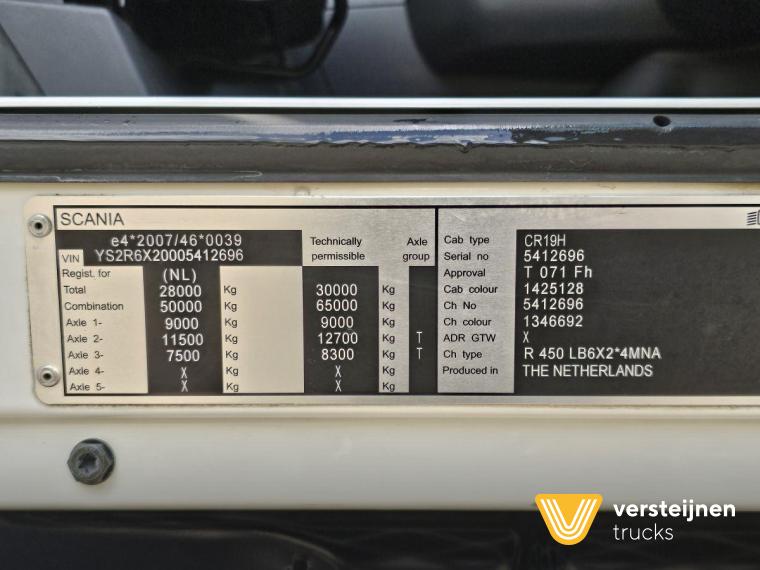 SCANIA
e4*2007/46*0039
VIN YS2R6X20005412696
Technically permissible
Axle group
Regist. for (NL)
Total 28000 Kg 30000 Kg
Combination 50000 Kg 65000 Kg
Axle 1- 9000 Kg 9000 Kg
Axle 2- 11500 Kg 12700 Kg T
Axle 3- 7500 Kg 8300 Kg T
Axle 4- X Kg X Kg
Axle 5- X Kg X Kg
Cab type CR19H
Serial no 5412696
Approval T 071 Fh
Cab colour 1425128
Ch No 5412696
Ch colour 1346692
ADR GTW X
Ch type R 450 LB6X2*4MNA
Produced in THE NETHERLANDS
versteijnen
trucks